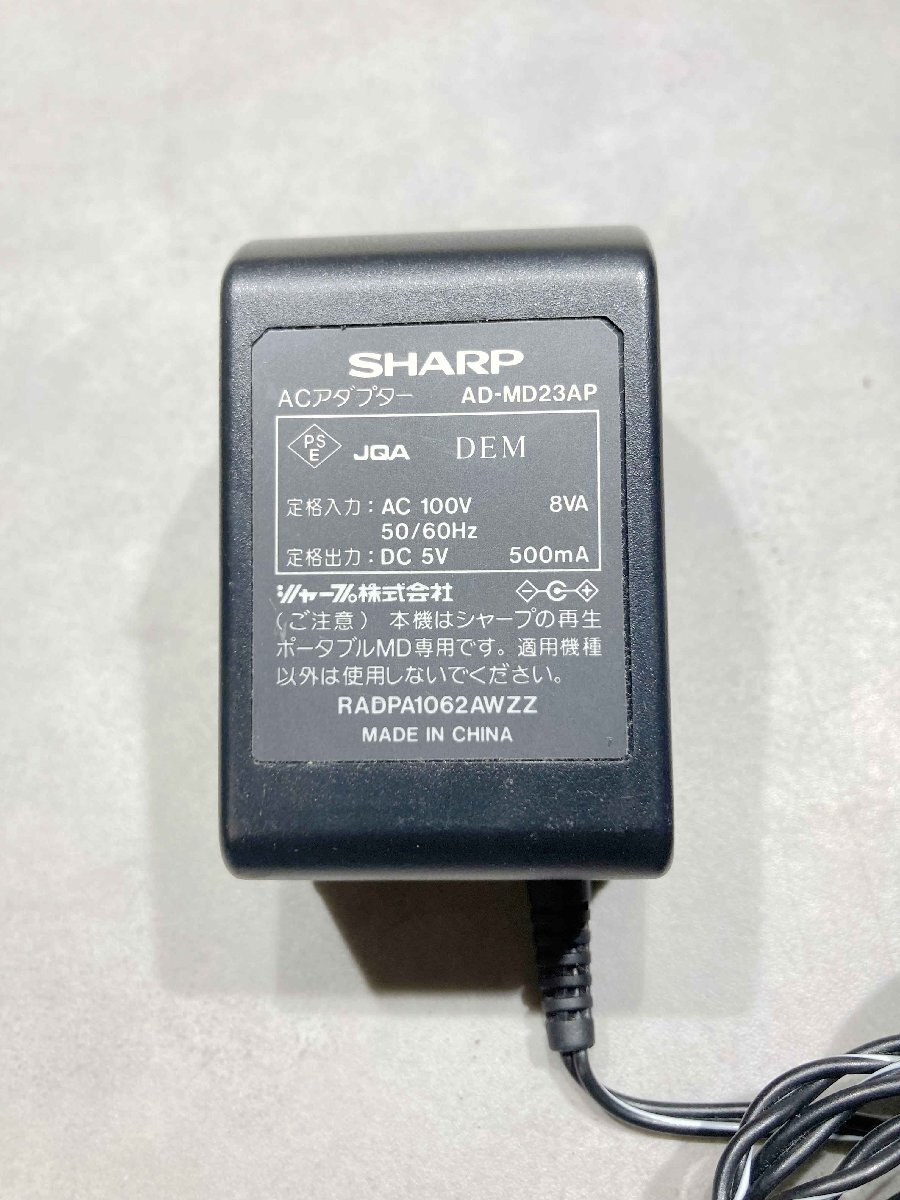 SHARP
ACアダプター AD-MD23AP
PS E JQA DEM
定格入力：AC 100V 8VA
50/60Hz
定格出力：DC 5V 500mA
シャープ株式会社
（ご注意） 本機はシャープの再生
ポータブルMD専用です。適用機種
以外は使用しないでください。
RADPA1062AWZZ
MADE IN CHINA